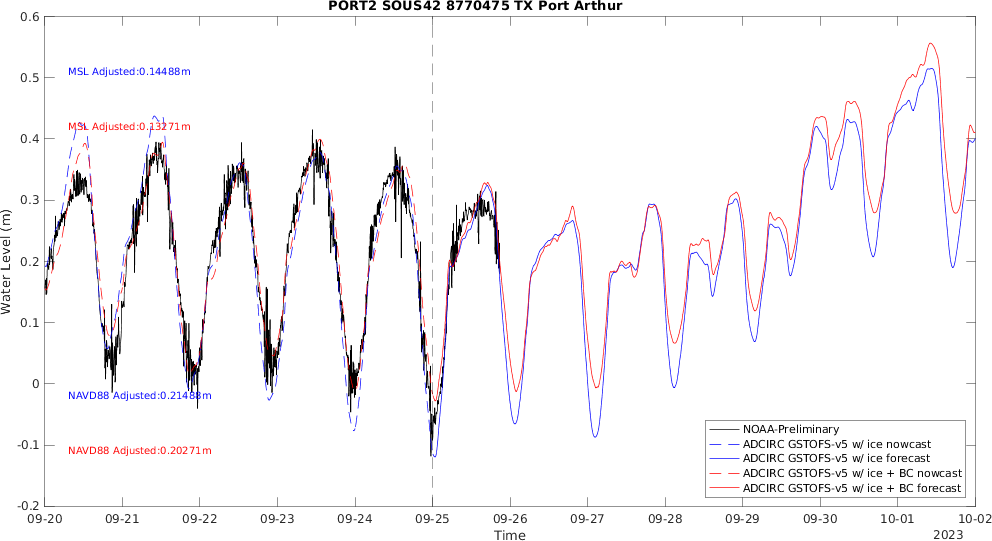 PORT2 SOUS42 8770475 TX Port Arthur
0.6
0.5
0.4
0.3
0.2
0.1
0
-0.1
-0.2
Water Level (m)
MSL Adjusted:0.14488m
MSL Adjusted:0.13271m
NAVD88 Adjusted:0.21488m
NAVD88 Adjusted:0.20271m
NOAA-Preliminary
ADCIRC GSTOFS-v5 w/ ice nowcast
ADCIRC GSTOFS-v5 w/ ice forecast
ADCIRC GSTOFS-v5 w/ ice + BC nowcast
ADCIRC GSTOFS-v5 w/ ice + BC forecast
09-20 09-21 09-22 09-23 09-24 09-25 09-26 09-27 09-28 09-29 09-30 10-01 10-02
Time
2023